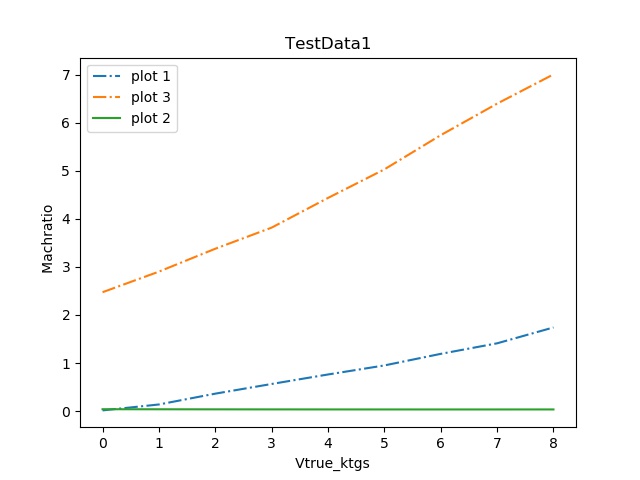 TestData1
plot 1
plot 3
plot 2
7
6
5
4
3
2
1
0
Machratio
0 1 2 3 4 5 6 7 8
Vtrue_ktgs